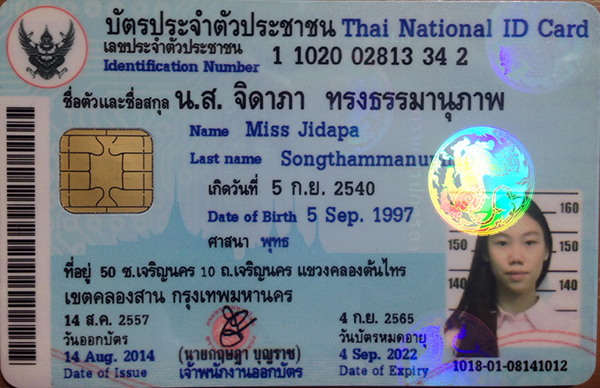 บัตรประจำตัวประชาชน Thai National ID Card
เลขประจำตัวประชาชน
Identification Number 1 1020 02813 34 2
ชื่อตัวและชื่อสกุล น.ส. จิดาภา ทรงธรรมานุภาพ
Name Miss Jidapa
Last name
เกิดวันที่ 5 ก.ย. 2540
Date of Birth 5 Sep. 1997
ศาสนา พุทธ
ที่อยู่ 50 ซ.เจริญนคร 10 ถ.เจริญนคร แขวงคลองต้นไทร
เขตคลองสาน กรุงเทพมหานคร
14 ส.ค. 2557
วันออกบัตร
14 Aug. 2014
Date of Issue
(นายกฤษฎา บุญราช)
เจ้าพนักงานออกบัตร
4 ก.ย. 2565
วันบัตรหมดอายุ
4 Sep. 2022
Date of Expiry
160
150 150
140 140
1018-01-08141012